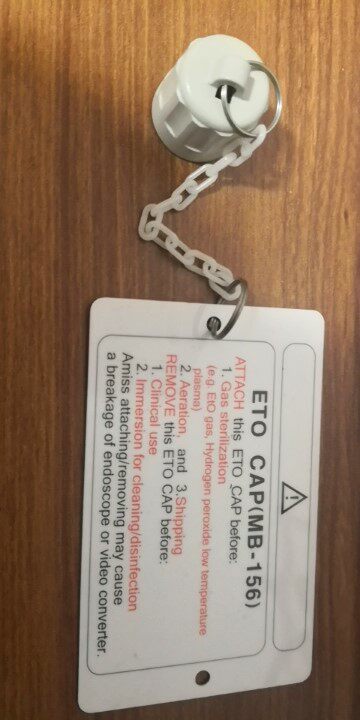 ETO CAP(MB-156)
ATTACH this ETO CAP before:
1. Gas sterilization
(e.g. EtO gas, Hydrogen peroxide low temperature
plasma)
2. Aeration, and 3.Shipping
REMOVE this ETO CAP before:
1. Clinical use
2. Immersion for cleaning/disinfection
Amiss attaching/removing may cause
a breakage of endoscope or video converter.